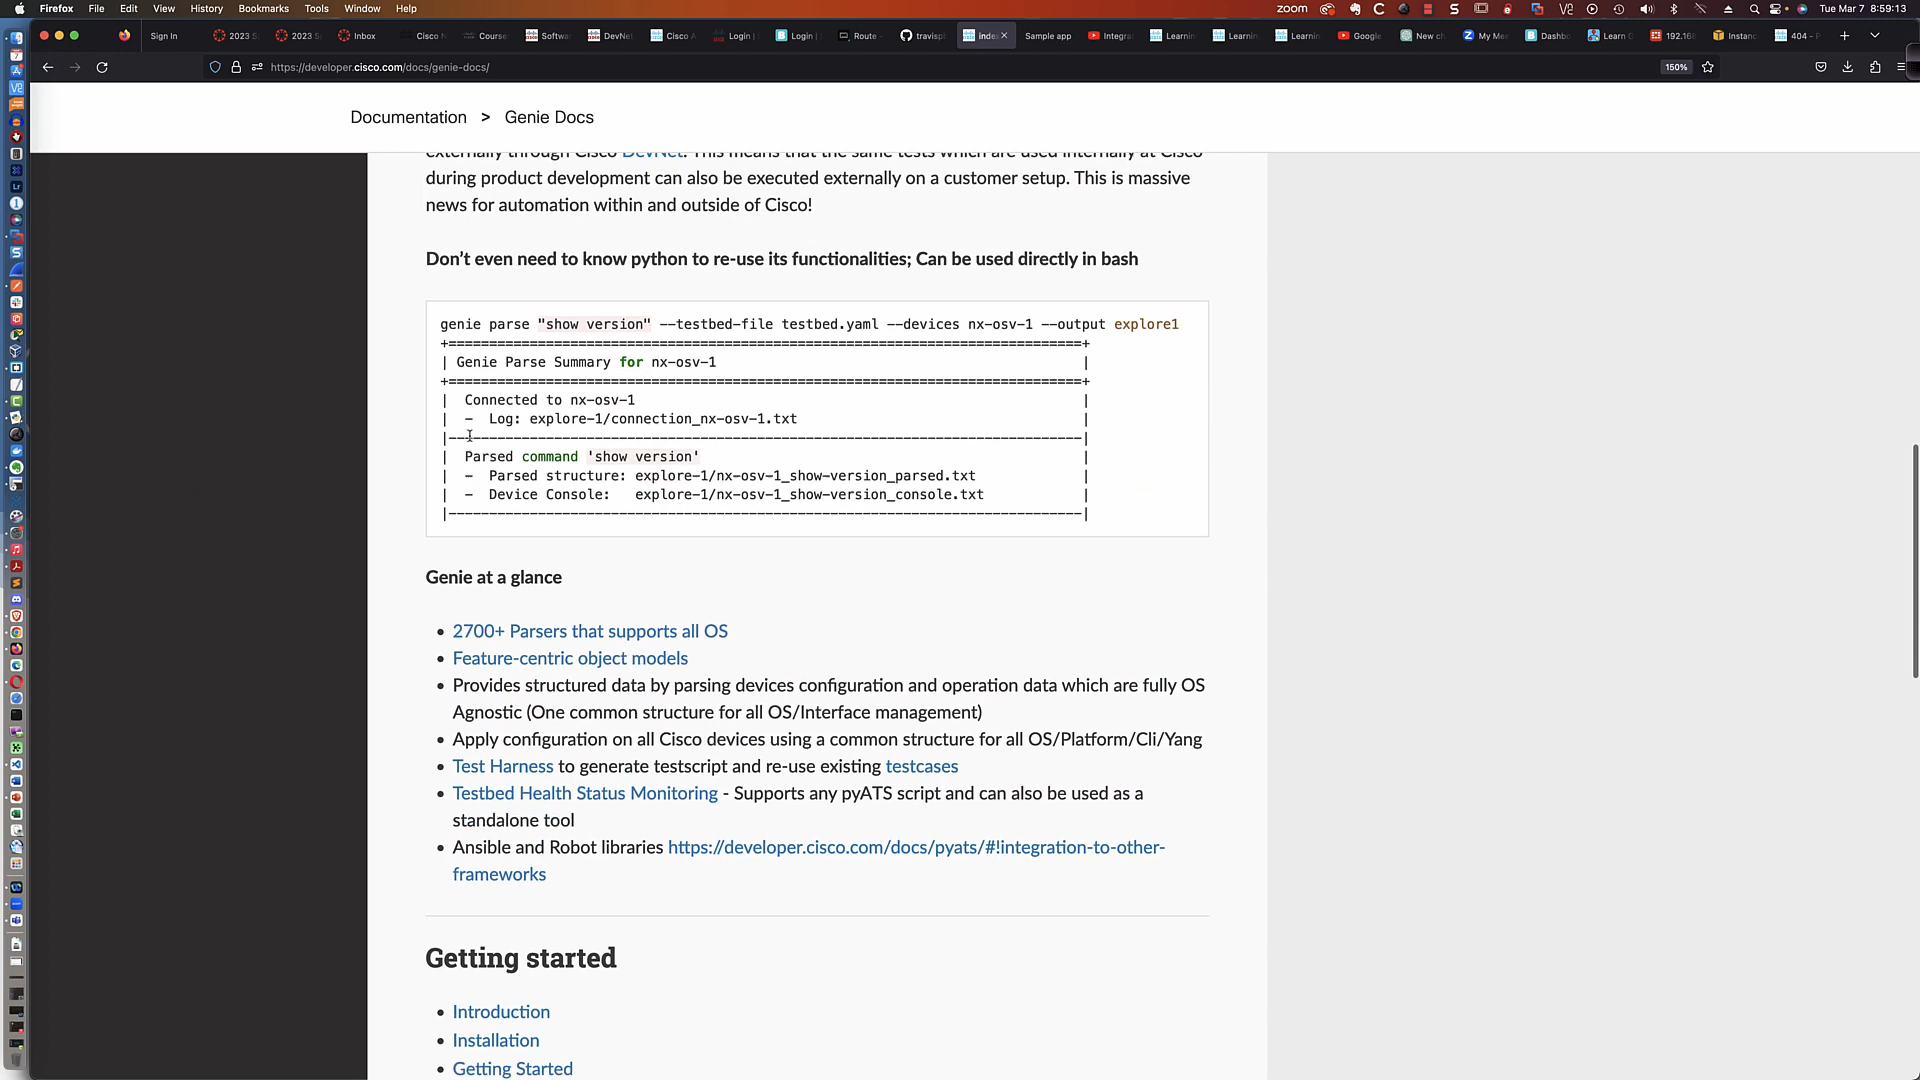 Firefox File Edit View History Bookmarks Tools Window Help zoom Tue Mar 7 8:59:13
Sign In 2023 S 2023 S Inbox Cisco N Course Softwa DevNe Cisco A Login | Login | Route - travisp index Sample app Integra Learnin Learnin Learnin Google New ch My Me Dashb Learn G 192.16 Instanc 404 - P
https://developer.cisco.com/docs/genie-docs/ 150%
Documentation > Genie Docs
externally through Cisco DevNet. This means that the same tests which are used internally at Cisco
during product development can also be executed externally on a customer setup. This is massive
news for automation within and outside of Cisco!
Don’t even need to know python to re-use its functionalities; Can be used directly in bash
genie parse "show version" --testbed-file testbed.yaml --devices nx-osv-1 --output explore1
+==============================================================================+
| Genie Parse Summary for nx-osv-1 |
+==============================================================================+
| Connected to nx-osv-1 |
| - Log: explore-1/connection_nx-osv-1.txt |
|------------------------------------------------------------------------------|
| Parsed command 'show version' |
| - Parsed structure: explore-1/nx-osv-1_show-version_parsed.txt |
| - Device Console: explore-1/nx-osv-1_show-version_console.txt |
|------------------------------------------------------------------------------|
Genie at a glance
• 2700+ Parsers that supports all OS
• Feature-centric object models
• Provides structured data by parsing devices configuration and operation data which are fully OS
Agnostic (One common structure for all OS/Interface management)
• Apply configuration on all Cisco devices using a common structure for all OS/Platform/Cli/Yang
• Test Harness to generate testscript and re-use existing testcases
• Testbed Health Status Monitoring - Supports any pyATS script and can also be used as a
standalone tool
• Ansible and Robot libraries https://developer.cisco.com/docs/pyats/#!integration-to-other-
frameworks
Getting started
• Introduction
• Installation
• Getting Started